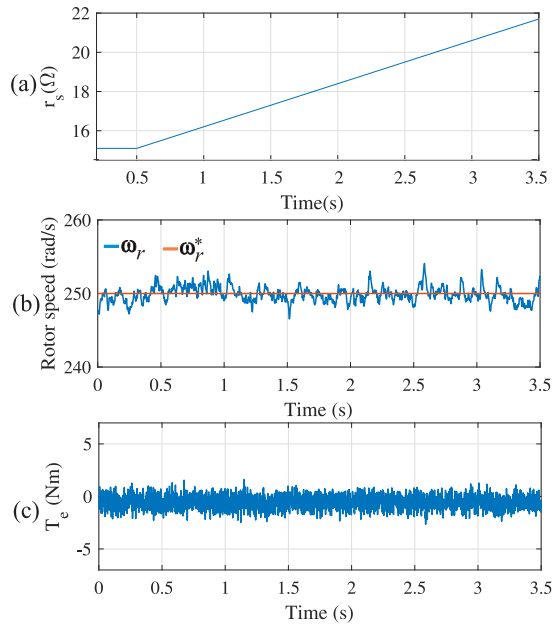 22
20
18
16
(a)
r_s(Ω)
0.5 1 1.5 2 2.5 3 3.5
Time(s)
260
250
240
(b)
Rotor speed (rad/s)
ω_r ω_r^*
0 0.5 1 1.5 2 2.5 3 3.5
Time (s)
5
0
-5
(c)
T_e (Nm)
0 0.5 1 1.5 2 2.5 3 3.5
Time (s)